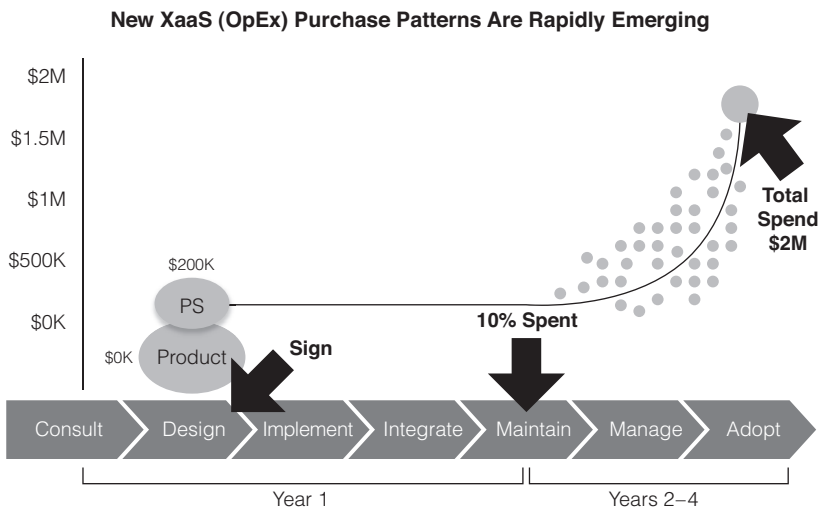 New XaaS (OpEx) Purchase Patterns Are Rapidly Emerging
$2M
$1.5M
$1M
$500K
$0K
$200K
PS
$0K
Product
Sign
10% Spent
Total
Spend
$2M
Consult
Design
Implement
Integrate
Maintain
Manage
Adopt
Year 1
Years 2–4